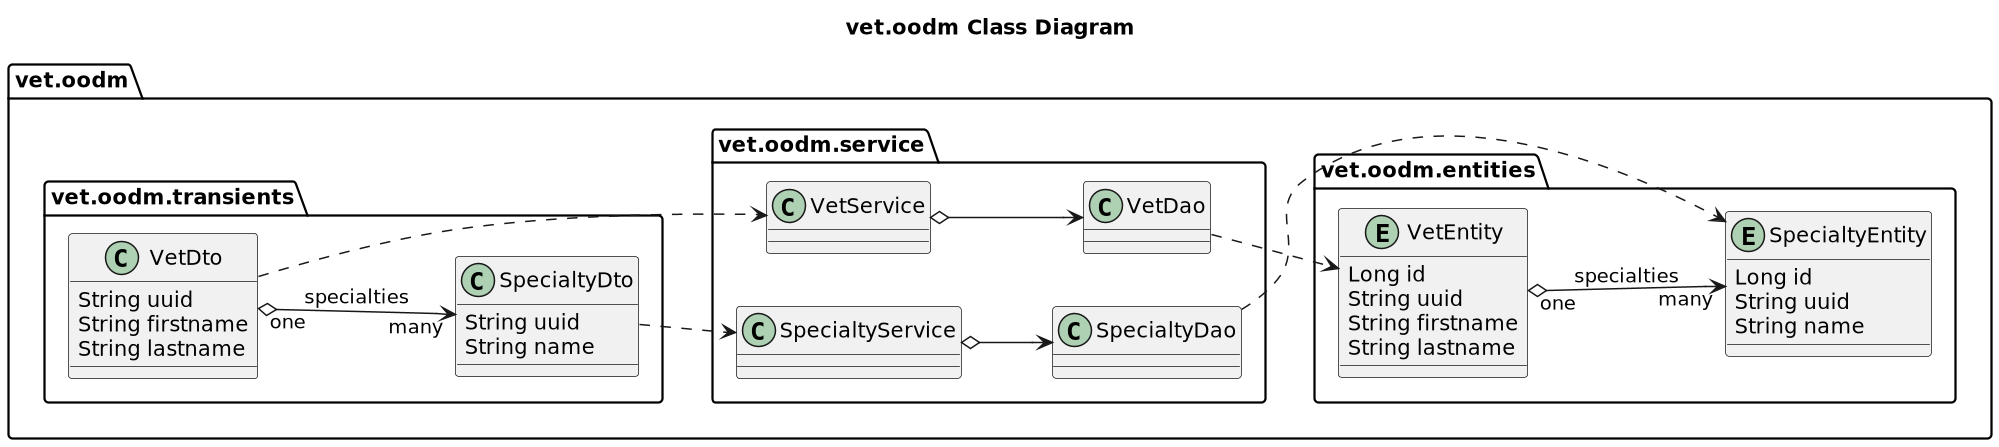 vet.oodm Class Diagram
vet.oodm
vet.oodm.transients
C VetDto
String uuid
String firstname
String lastname
specialties
one
many
C SpecialtyDto
String uuid
String name
vet.oodm.service
C VetService
C VetDao
C SpecialtyService
C SpecialtyDao
vet.oodm.entities
E VetEntity
Long id
String uuid
String firstname
String lastname
specialties
one
many
E SpecialtyEntity
Long id
String uuid
String name